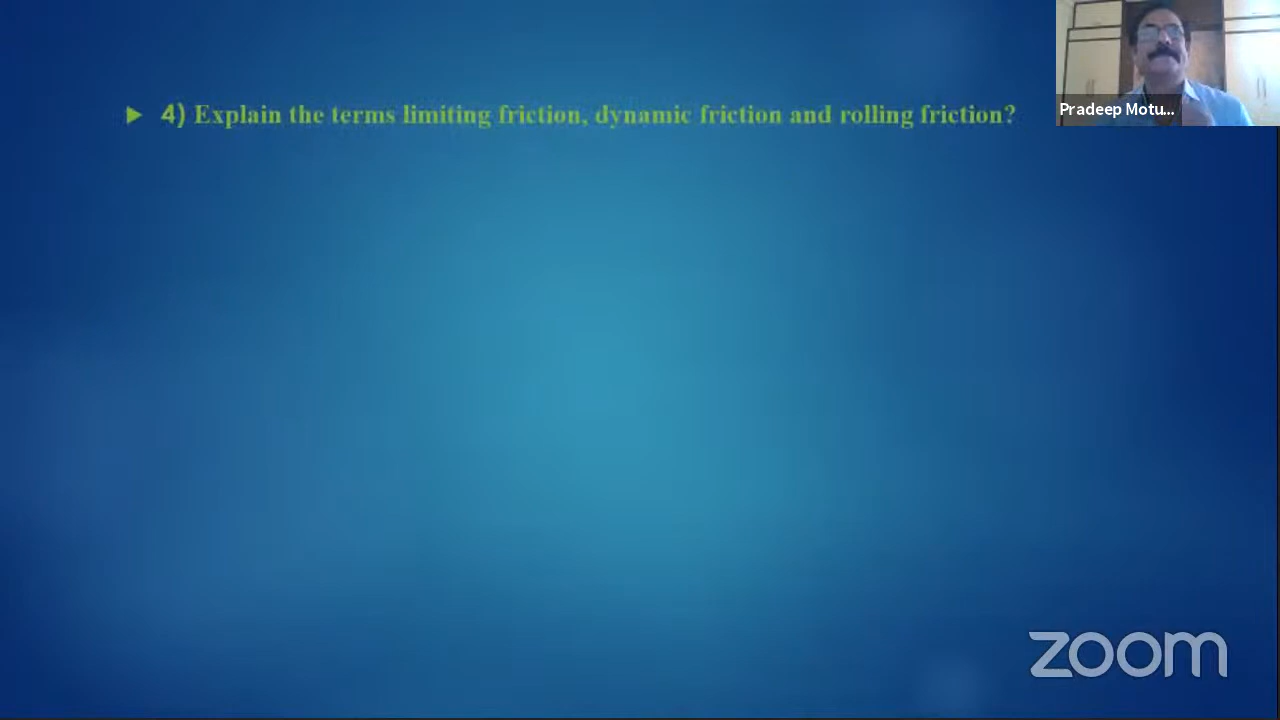 4) Explain the terms limiting friction, dynamic friction and rolling friction?
Pradeep Motu...
zoom